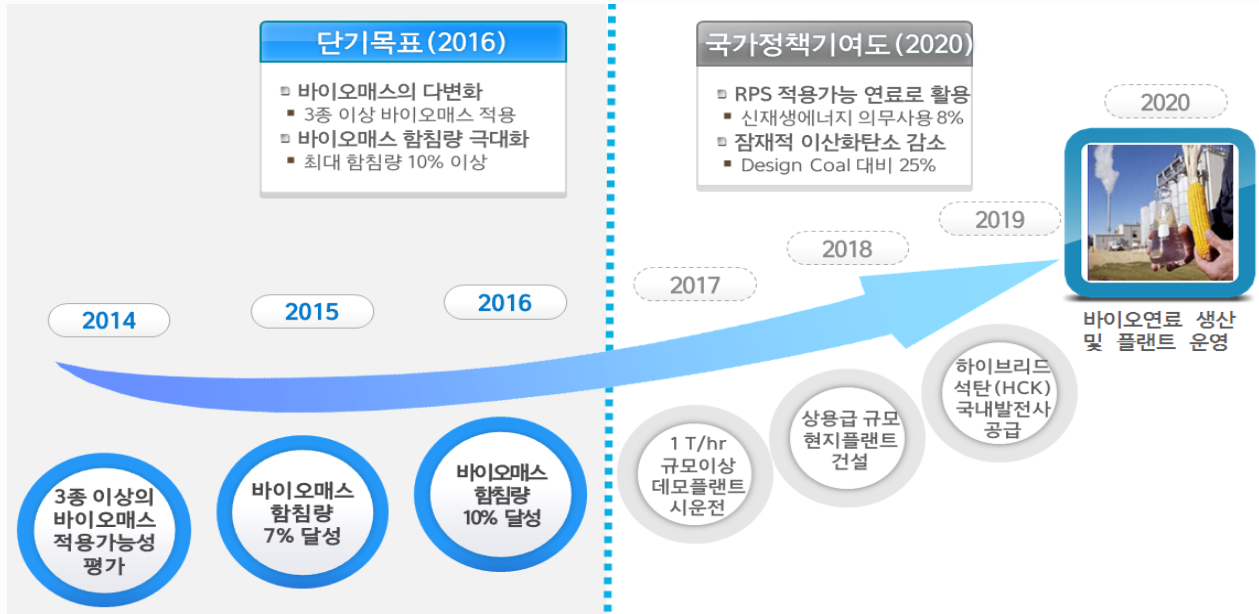 단기목표(2016)
바이오매스의 다변화
3종 이상 바이오매스 적용
바이오매스 함침량 극대화
최대 함침량 10% 이상
국가정책기여도(2020)
RPS 적용가능 연료로 활용
신재생에너지 의무사용 8%
잠재적 이산화탄소 감소
Design Coal 대비 25%
2014
2015
2016
2017
2018
2019
2020
바이오연료 생산
및 플랜트 운영
3종 이상의
바이오매스
적용가능성
평가
바이오매스
함침량
7% 달성
바이오매스
함침량
10% 달성
1 T/hr
규모이상
데모플랜트
시운전
상용급 규모
현지플랜트
건설
하이브리드
석탄(HCK)
국내발전사
공급